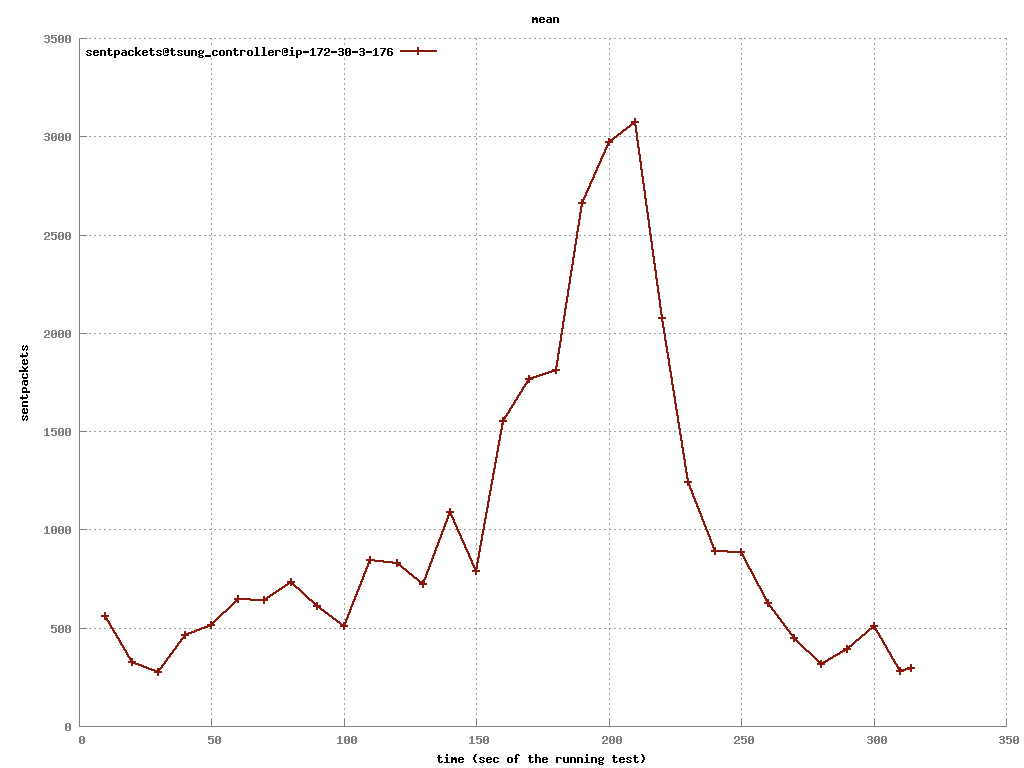 mean
3500
sentpackets@tsung_controller@ip-172-30-3-176
3000
2500
2000
sentpackets
1500
1000
500
0
0 50 100 150 200 250 300 350
time (sec of the running test)